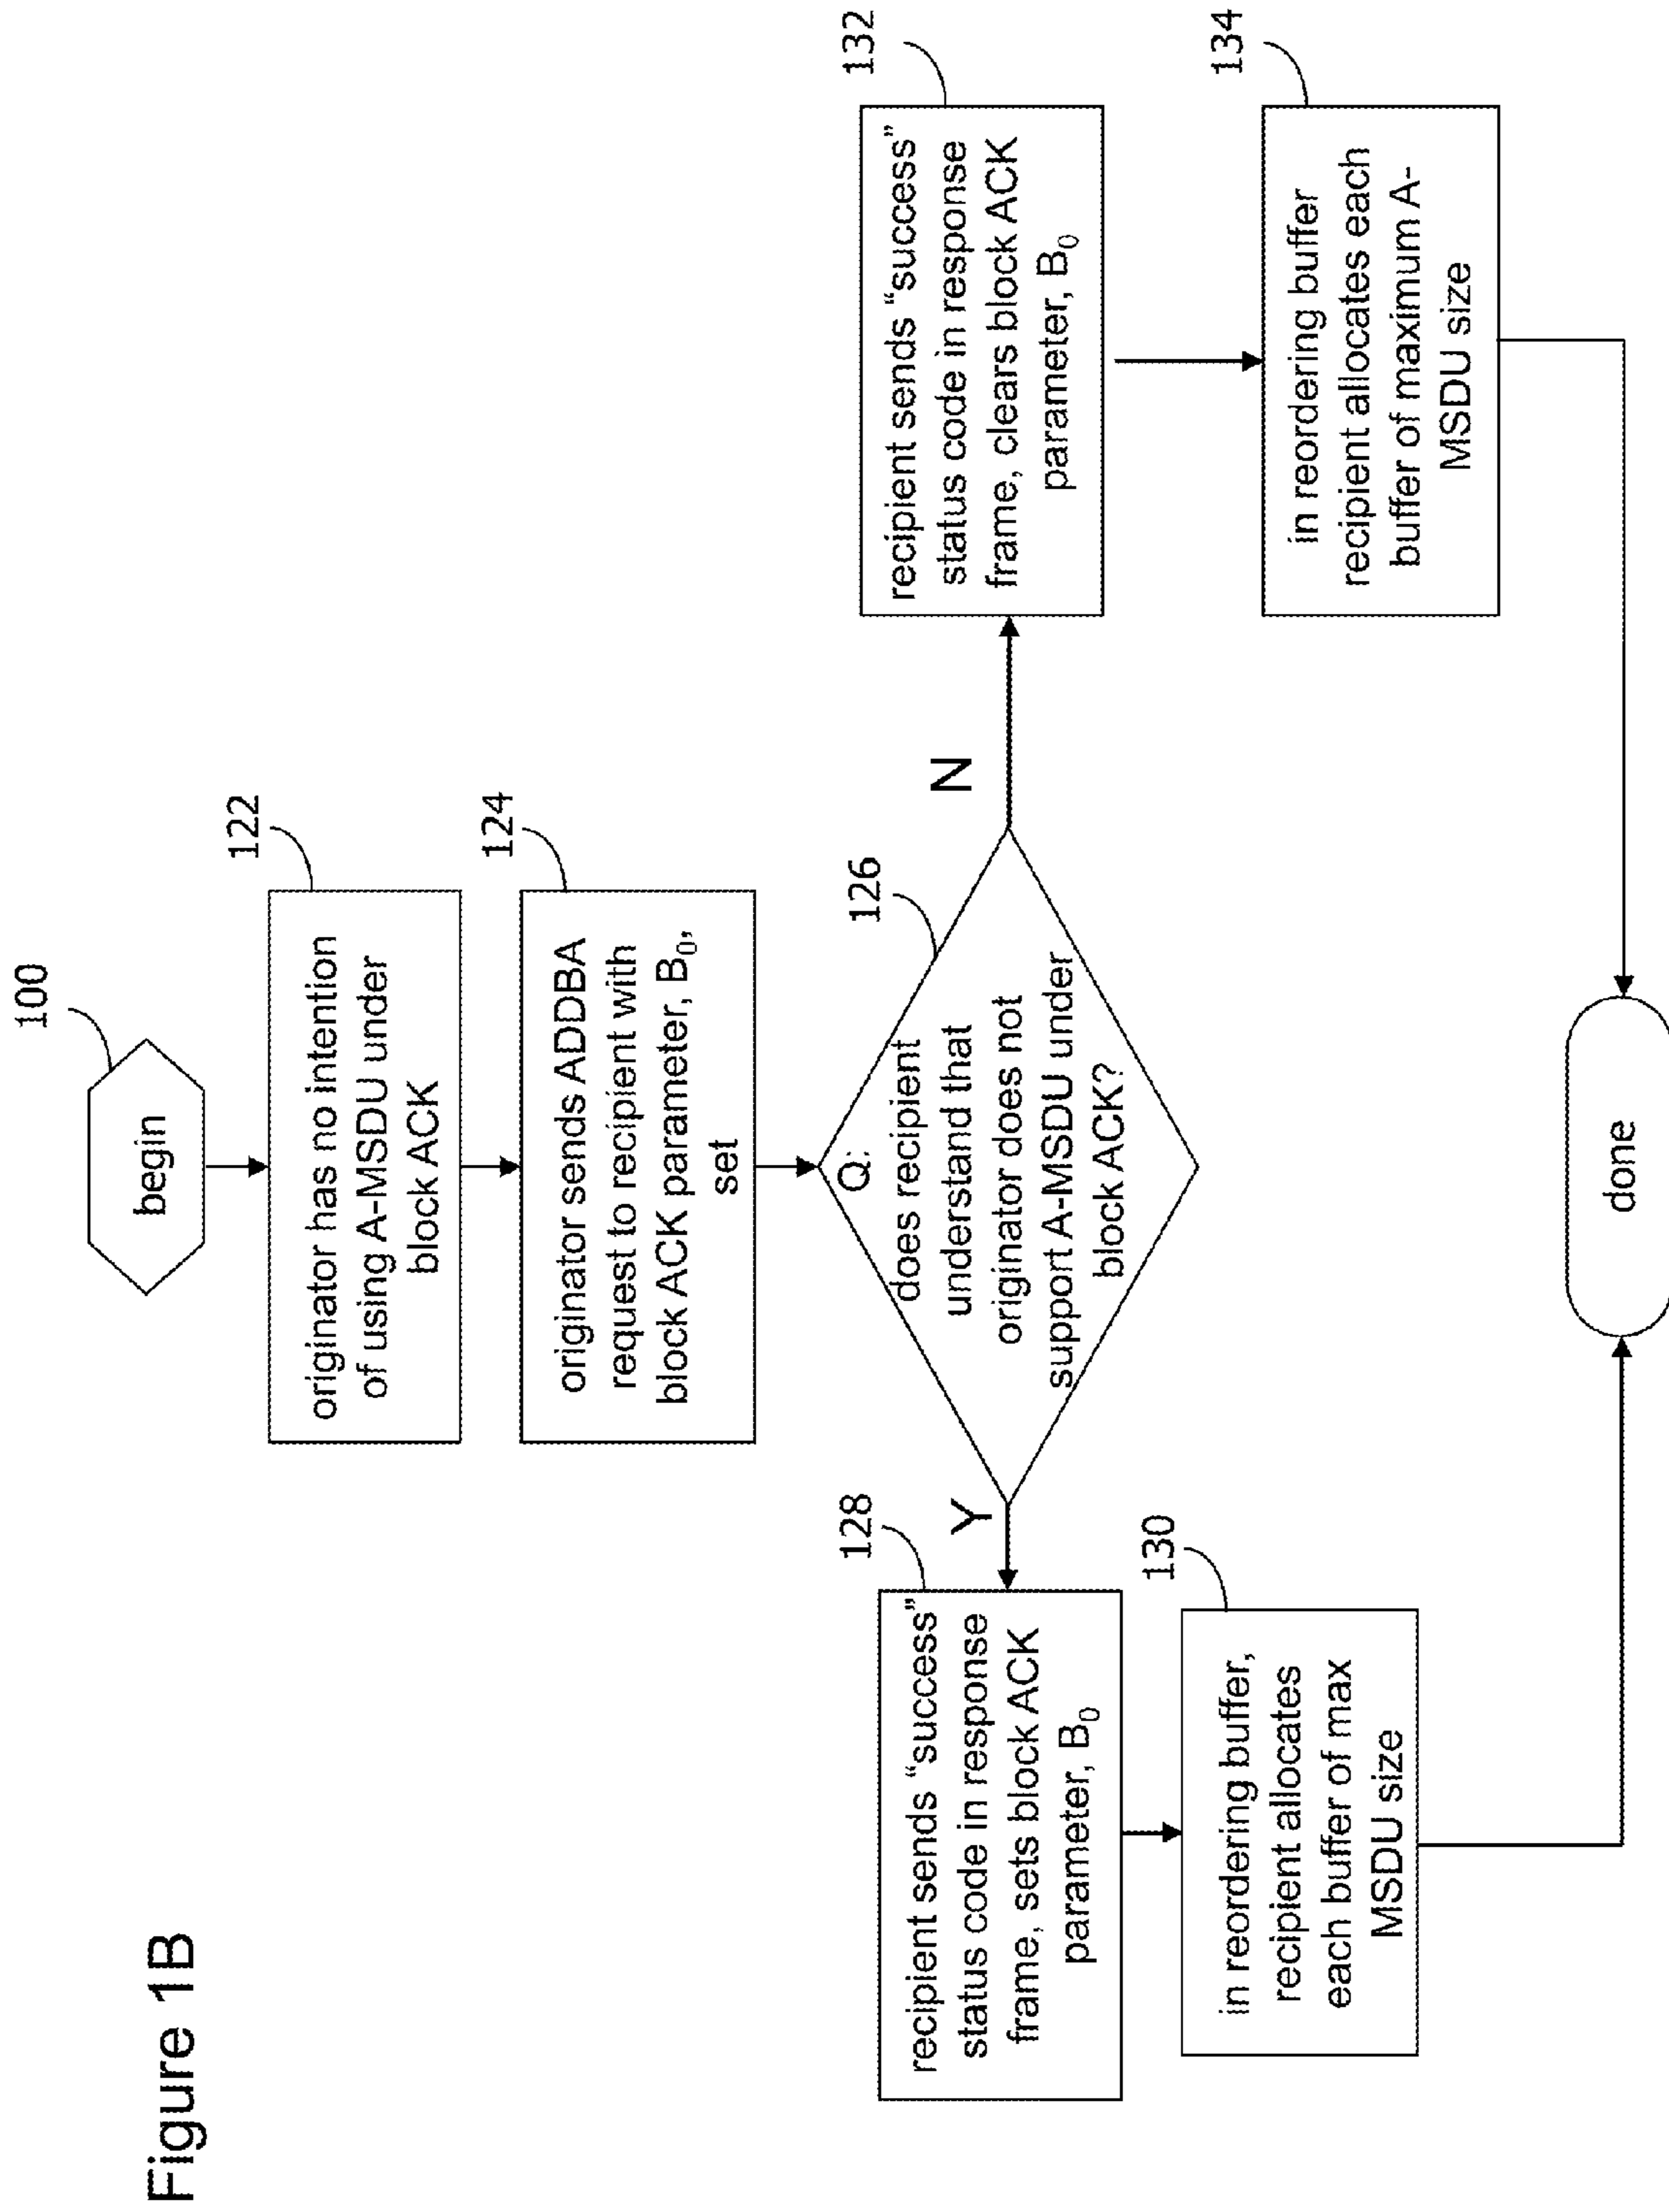 Figure 1B
100
begin
122
originator has no intention
of using A-MSDU under
block ACK
124
originator sends ADDBA
request to recipient with
block ACK parameter, B₀,
set
126
Q:
does recipient
understand that
originator does not
support A-MSDU under
block ACK?
Y
N
128
recipient sends “success”
status code in response
frame, sets block ACK
parameter, B₀
130
in reordering buffer,
recipient allocates
each buffer of max
MSDU size
132
recipient sends “success”
status code in response
frame, clears block ACK
parameter, B₀
134
in reordering buffer
recipient allocates each
buffer of maximum A-
MSDU size
done